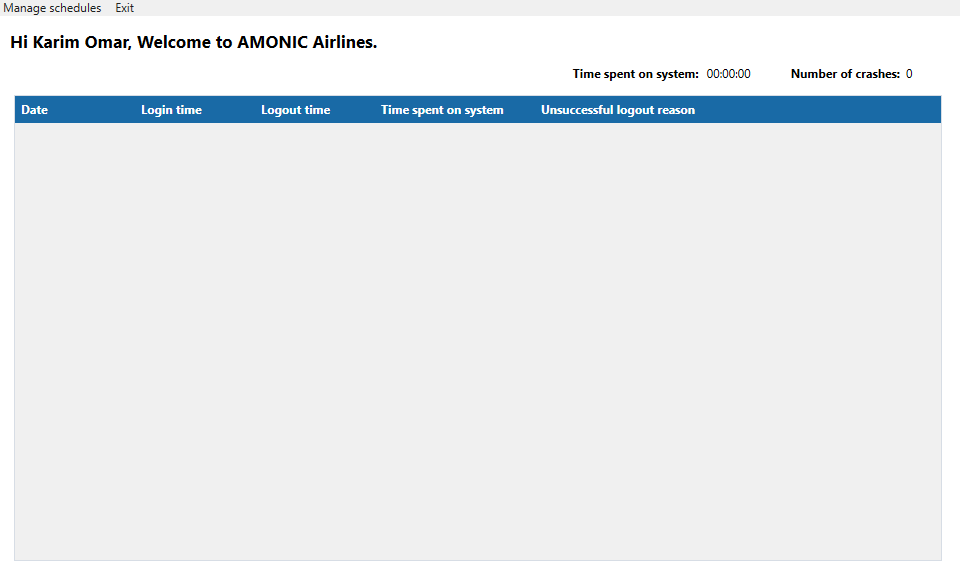 Manage schedules Exit
Hi Karim Omar, Welcome to AMONIC Airlines.
Time spent on system: 00:00:00 Number of crashes: 0
Date Login time Logout time Time spent on system Unsuccessful logout reason